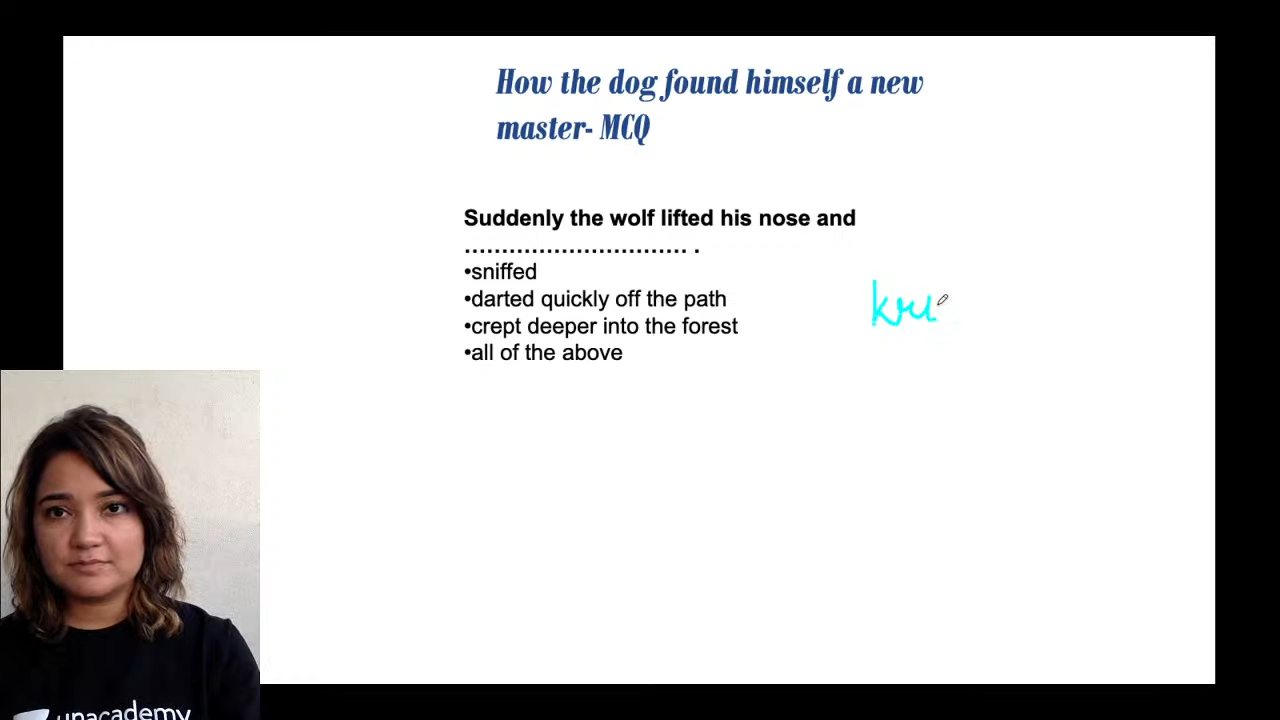 How the dog found himself a new
master- MCQ
Suddenly the wolf lifted his nose and
............................. .
•sniffed
•darted quickly off the path
•crept deeper into the forest
•all of the above
kru
unacademy